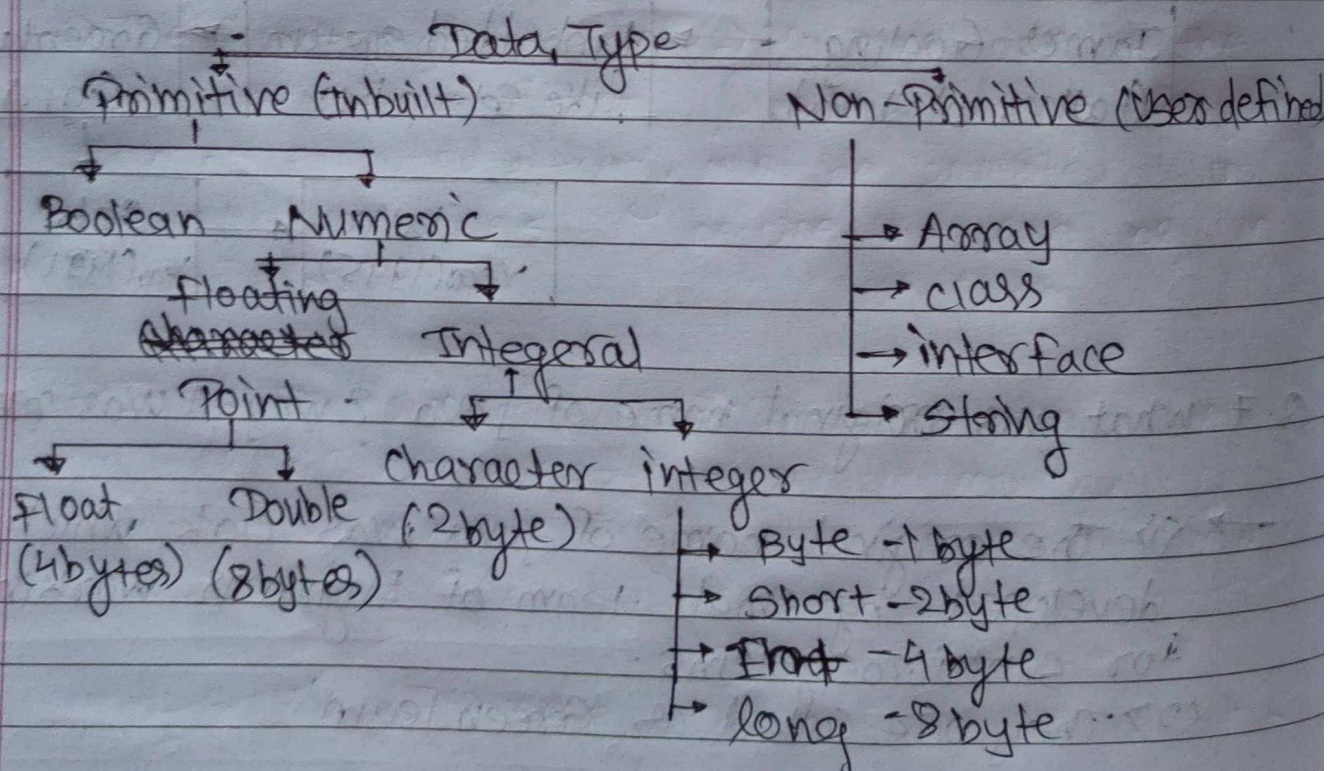 Data Type
Primitive (Inbuilt)
Non-Primitive (User defined
Boolean Numeric
Array
Floating
class
Integeral
interface
Point
String
Character integer
Float, Double (2byte)
(4bytes) (8bytes)
Byte -1 byte
Short -2byte
-4 byte
long -8 byte